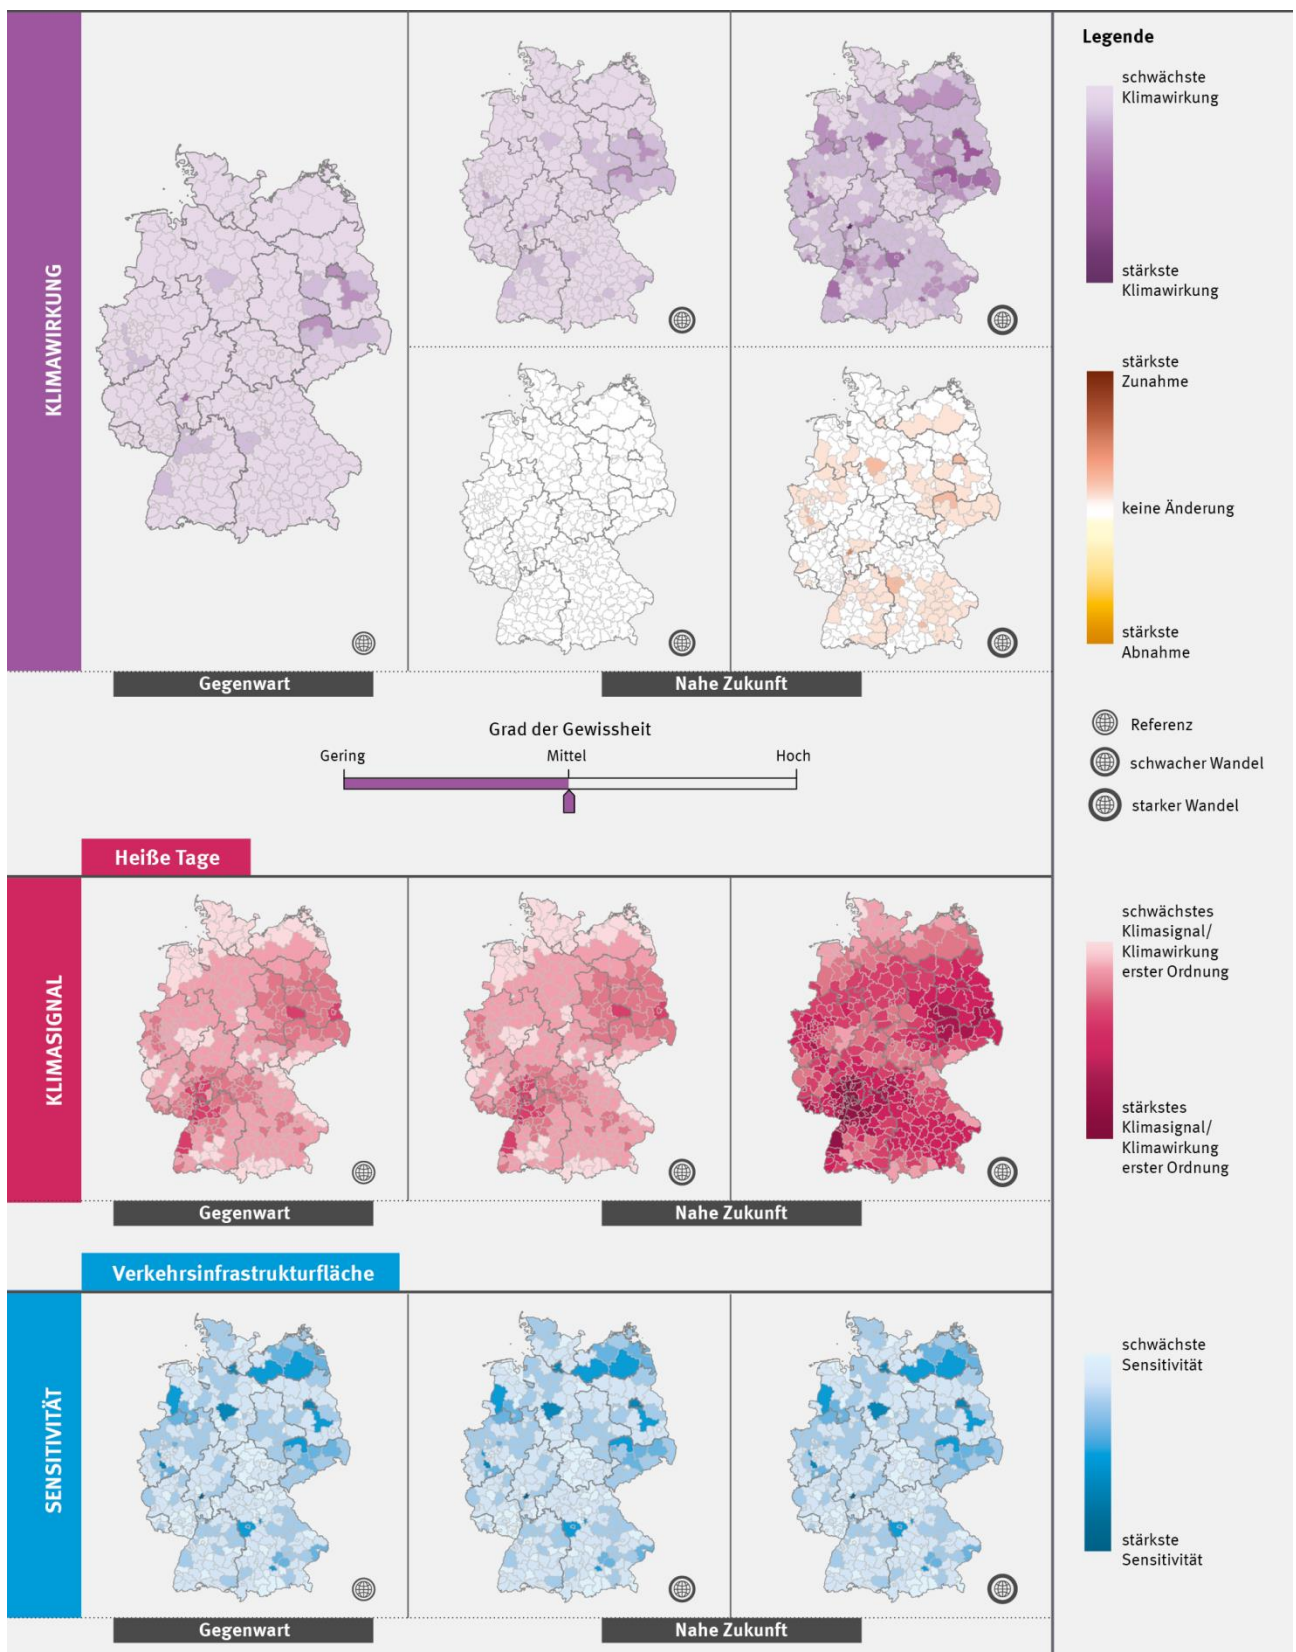 KLIMAWIRKUNG
Gegenwart
Nahe Zukunft
Grad der Gewissheit
Gering
Mittel
Hoch
Heiße Tage
KLIMASIGNAL
Gegenwart
Nahe Zukunft
Verkehrsinfrastrukturfläche
SENSITIVITÄT
Gegenwart
Nahe Zukunft
Legende
schwächste
Klimawirkung
stärkste
Klimawirkung
stärkste
Zunahme
keine Änderung
stärkste
Abnahme
Referenz
schwacher Wandel
starker Wandel
schwächstes
Klimasignal/
Klimawirkung
erster Ordnung
stärkstes
Klimasignal/
Klimawirkung
erster Ordnung
schwächste
Sensitivität
stärkste
Sensitivität